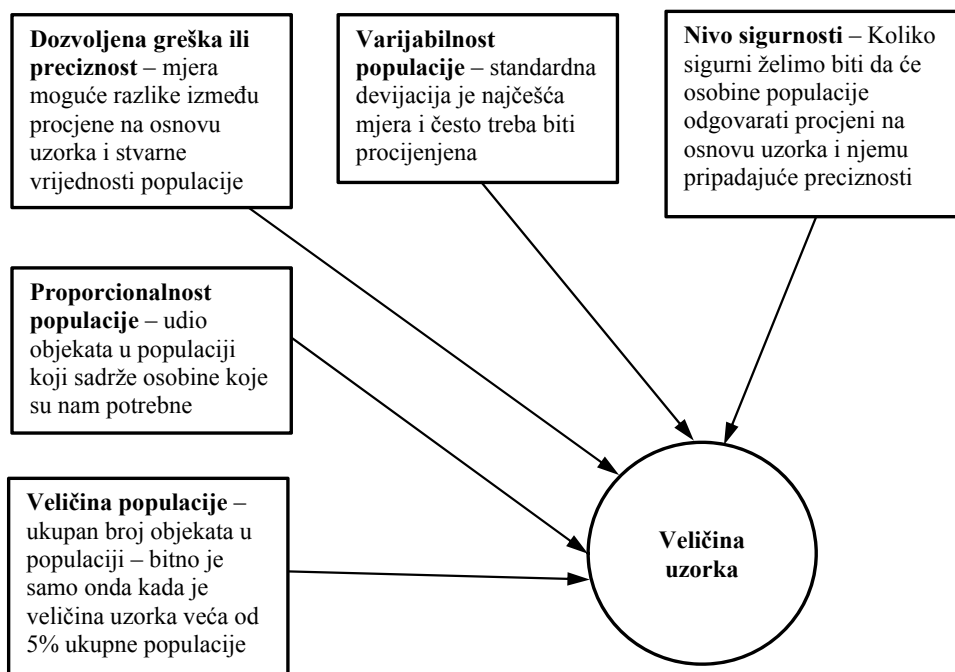 Dozvoljena greška ili
preciznost – mjera
moguće razlike između
procjene na osnovu
uzorka i stvarne
vrijednosti populacije
Varijabilnost
populacije – standardna
devijacija je najčešća
mjera i često treba biti
procijenjena
Nivo sigurnosti – Koliko
sigurni želimo biti da će
osobine populacije
odgovarati procjeni na
osnovu uzorka i njemu
pripadajuće preciznosti
Proporcionalnost
populacije – udio
objekata u populaciji
koji sadrže osobine koje
su nam potrebne
Veličina populacije –
ukupan broj objekata u
populaciji – bitno je
samo onda kada je
veličina uzorka veća od
5% ukupne populacije
Veličina
uzorka